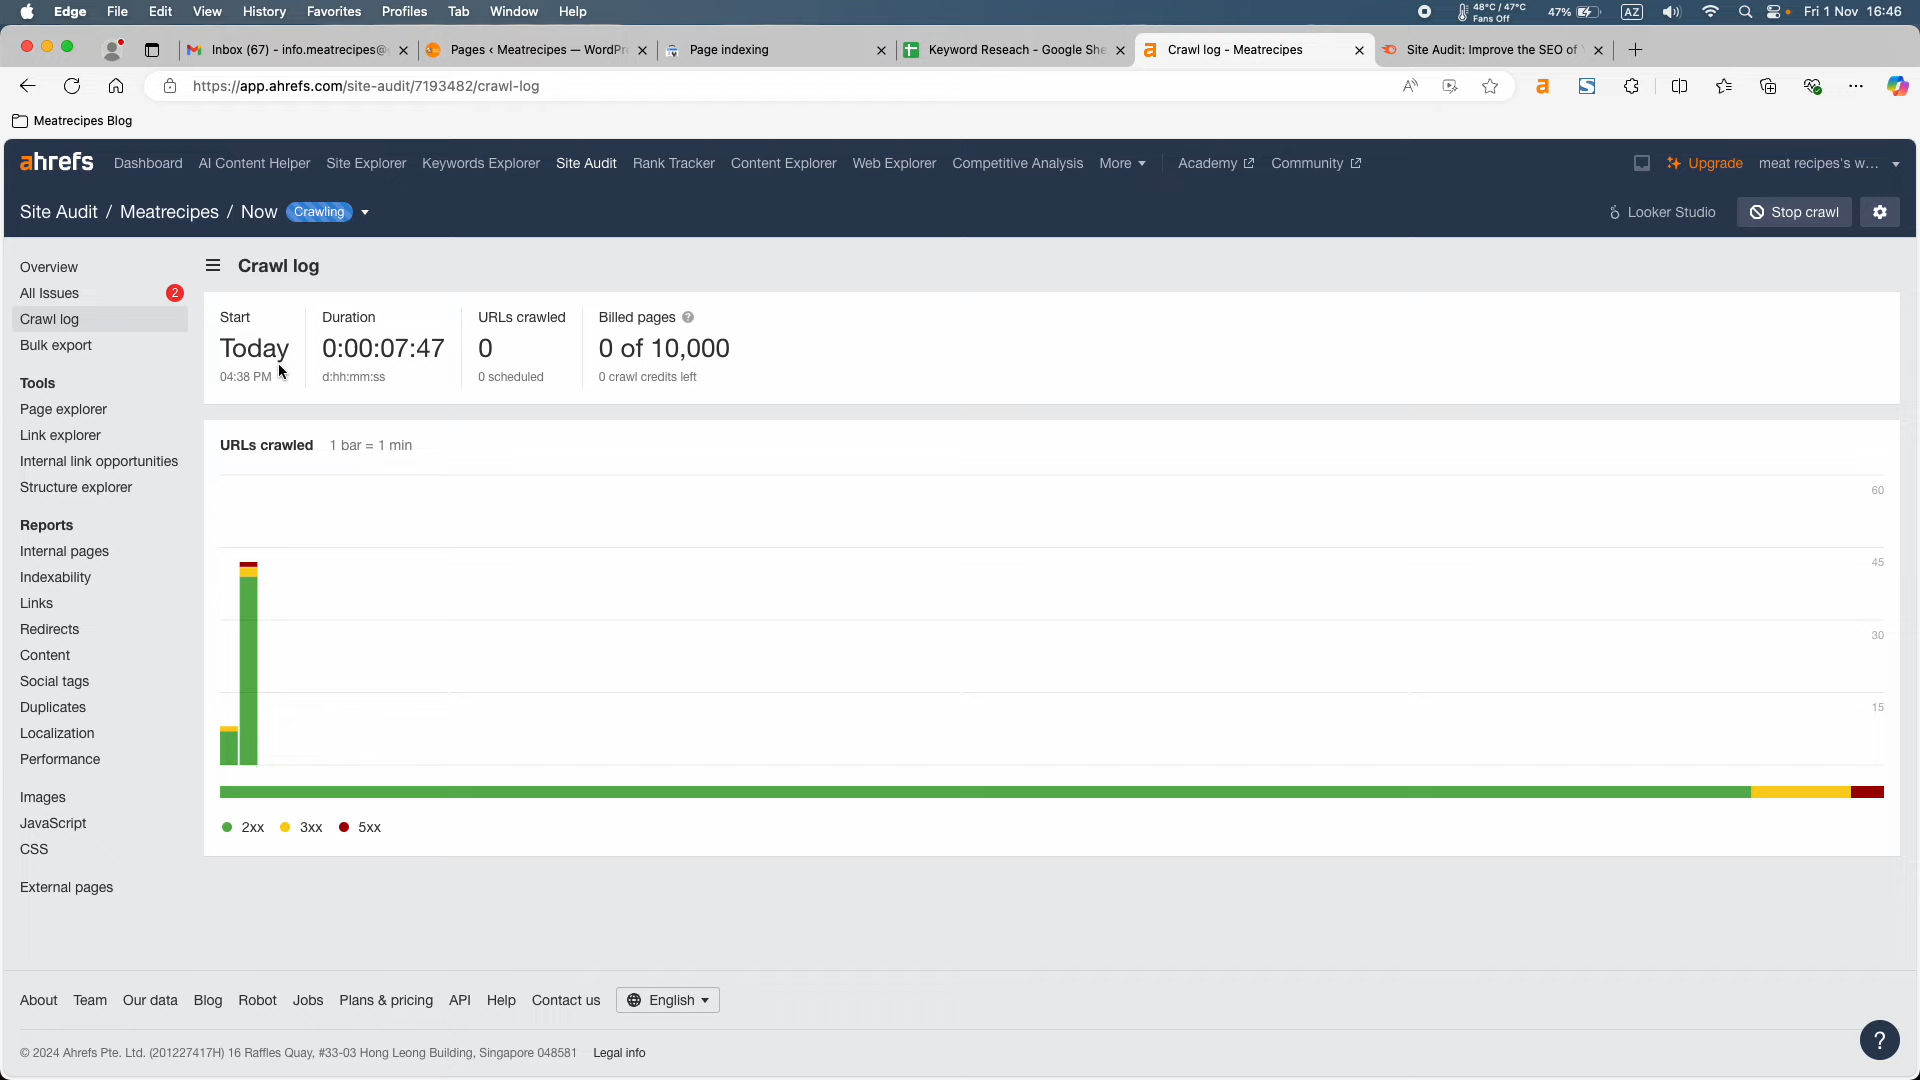 Edge File Edit View History Favorites Profiles Tab Window Help 48°C / 47°C Fans Off 47% AZ Fri 1 Nov 16:46
Inbox (67) - info.meatrecipes@ Pages ‹ Meatrecipes — WordPr Page indexing Keyword Reseach - Google She Crawl log - Meatrecipes Site Audit: Improve the SEO of
https://app.ahrefs.com/site-audit/7193482/crawl-log
Meatrecipes Blog
ahrefs Dashboard AI Content Helper Site Explorer Keywords Explorer Site Audit Rank Tracker Content Explorer Web Explorer Competitive Analysis More Academy Community Upgrade meat recipes's w...
Site Audit / Meatrecipes / Now Crawling Looker Studio Stop crawl
Overview
All Issues 2
Crawl log
Bulk export
Tools
Page explorer
Link explorer
Internal link opportunities
Structure explorer
Reports
Internal pages
Indexability
Links
Redirects
Content
Social tags
Duplicates
Localization
Performance
Images
JavaScript
CSS
External pages
Crawl log
Start Duration URLs crawled Billed pages ?
Today 0:00:07:47 0 0 of 10,000
04:38 PM d:hh:mm:ss 0 scheduled 0 crawl credits left
URLs crawled 1 bar = 1 min
60
45
30
15
2xx 3xx 5xx
About Team Our data Blog Robot Jobs Plans & pricing API Help Contact us English
© 2024 Ahrefs Pte. Ltd. (201227417H) 16 Raffles Quay, #33-03 Hong Leong Building, Singapore 048581 Legal info
?